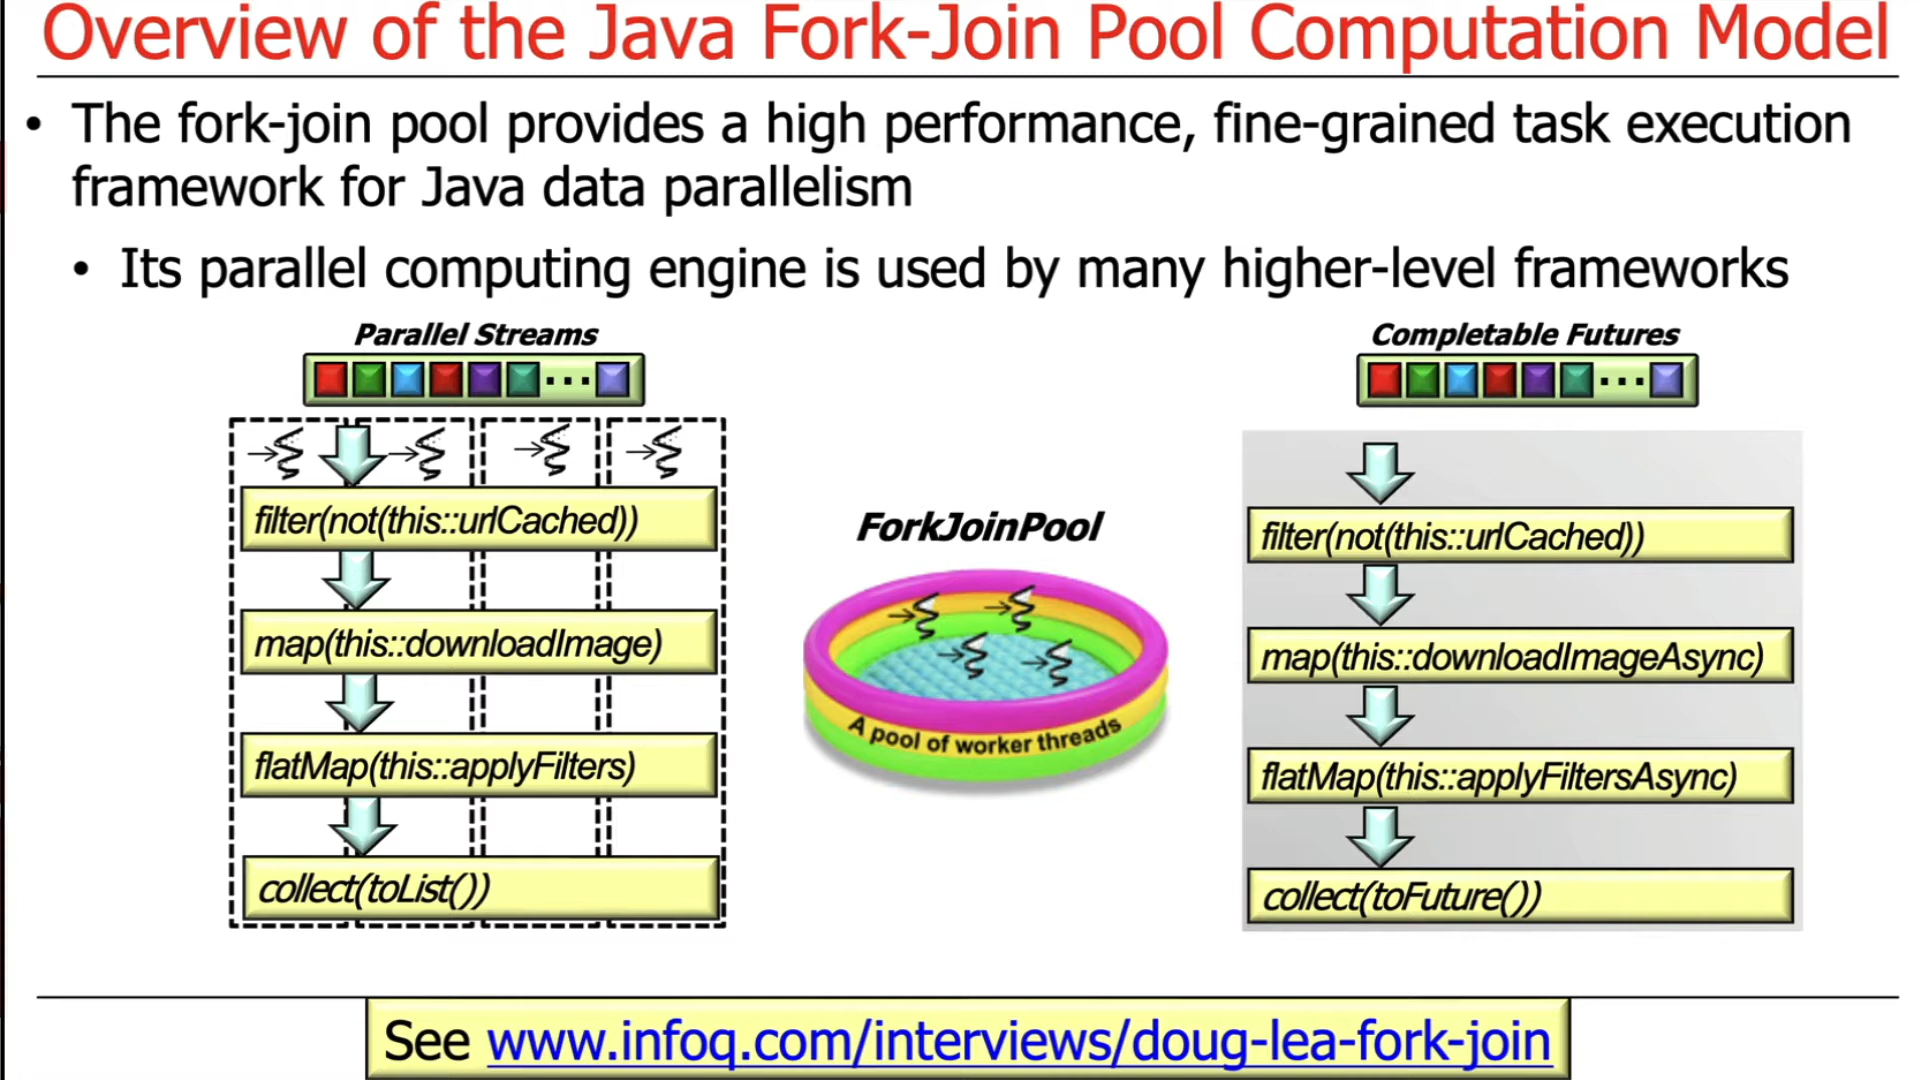 Overview of the Java Fork-Join Pool Computation Model
• The fork-join pool provides a high performance, fine-grained task execution
framework for Java data parallelism
• Its parallel computing engine is used by many higher-level frameworks
Parallel Streams
filter(not(this::urlCached))
map(this::downloadImage)
flatMap(this::applyFilters)
collect(toList())
ForkJoinPool
A pool of worker threads
Completable Futures
filter(not(this::urlCached))
map(this::downloadImageAsync)
flatMap(this::applyFiltersAsync)
collect(toFuture())
See www.infoq.com/interviews/doug-lea-fork-join